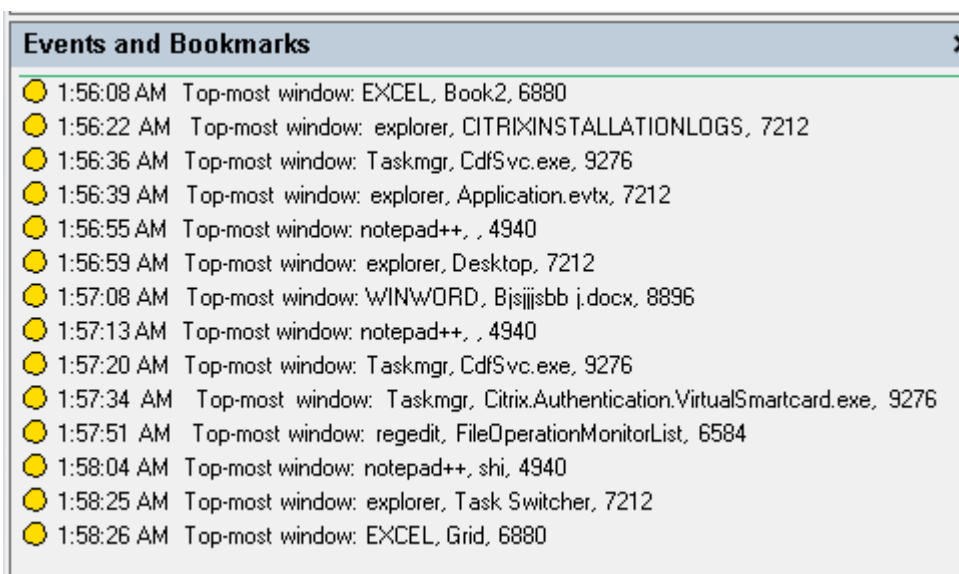 Events and Bookmarks
1:56:08 AM Top-most window: EXCEL, Book2, 6880
1:56:22 AM Top-most window: explorer, CITRIXINSTALLATIONLOGS, 7212
1:56:36 AM Top-most window: Taskmgr, CdfSvc.exe, 9276
1:56:39 AM Top-most window: explorer, Application.evtx, 7212
1:56:55 AM Top-most window: notepad++, , 4940
1:56:59 AM Top-most window: explorer, Desktop, 7212
1:57:08 AM Top-most window: WINWORD, Bjsjjjsbb j.docx, 8896
1:57:13 AM Top-most window: notepad++, , 4940
1:57:20 AM Top-most window: Taskmgr, CdfSvc.exe, 9276
1:57:34 AM Top-most window: Taskmgr, Citrix.Authentication.VirtualSmartcard.exe, 9276
1:57:51 AM Top-most window: regedit, FileOperationMonitorList, 6584
1:58:04 AM Top-most window: notepad++, shi, 4940
1:58:25 AM Top-most window: explorer, Task Switcher, 7212
1:58:26 AM Top-most window: EXCEL, Grid, 6880